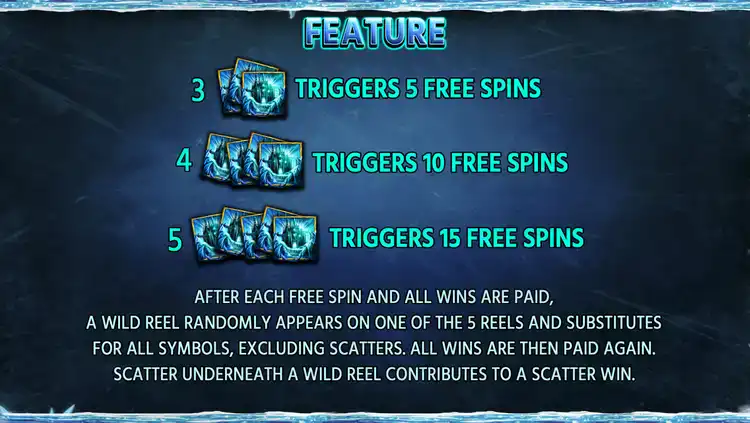 FEATURE
3 TRIGGERS 5 FREE SPINS
4 TRIGGERS 10 FREE SPINS
5 TRIGGERS 15 FREE SPINS
AFTER EACH FREE SPIN AND ALL WINS ARE PAID,
A WILD REEL RANDOMLY APPEARS ON ONE OF THE 5 REELS AND SUBSTITUTES
FOR ALL SYMBOLS, EXCLUDING SCATTERS. ALL WINS ARE THEN PAID AGAIN.
SCATTER UNDERNEATH A WILD REEL CONTRIBUTES TO A SCATTER WIN.